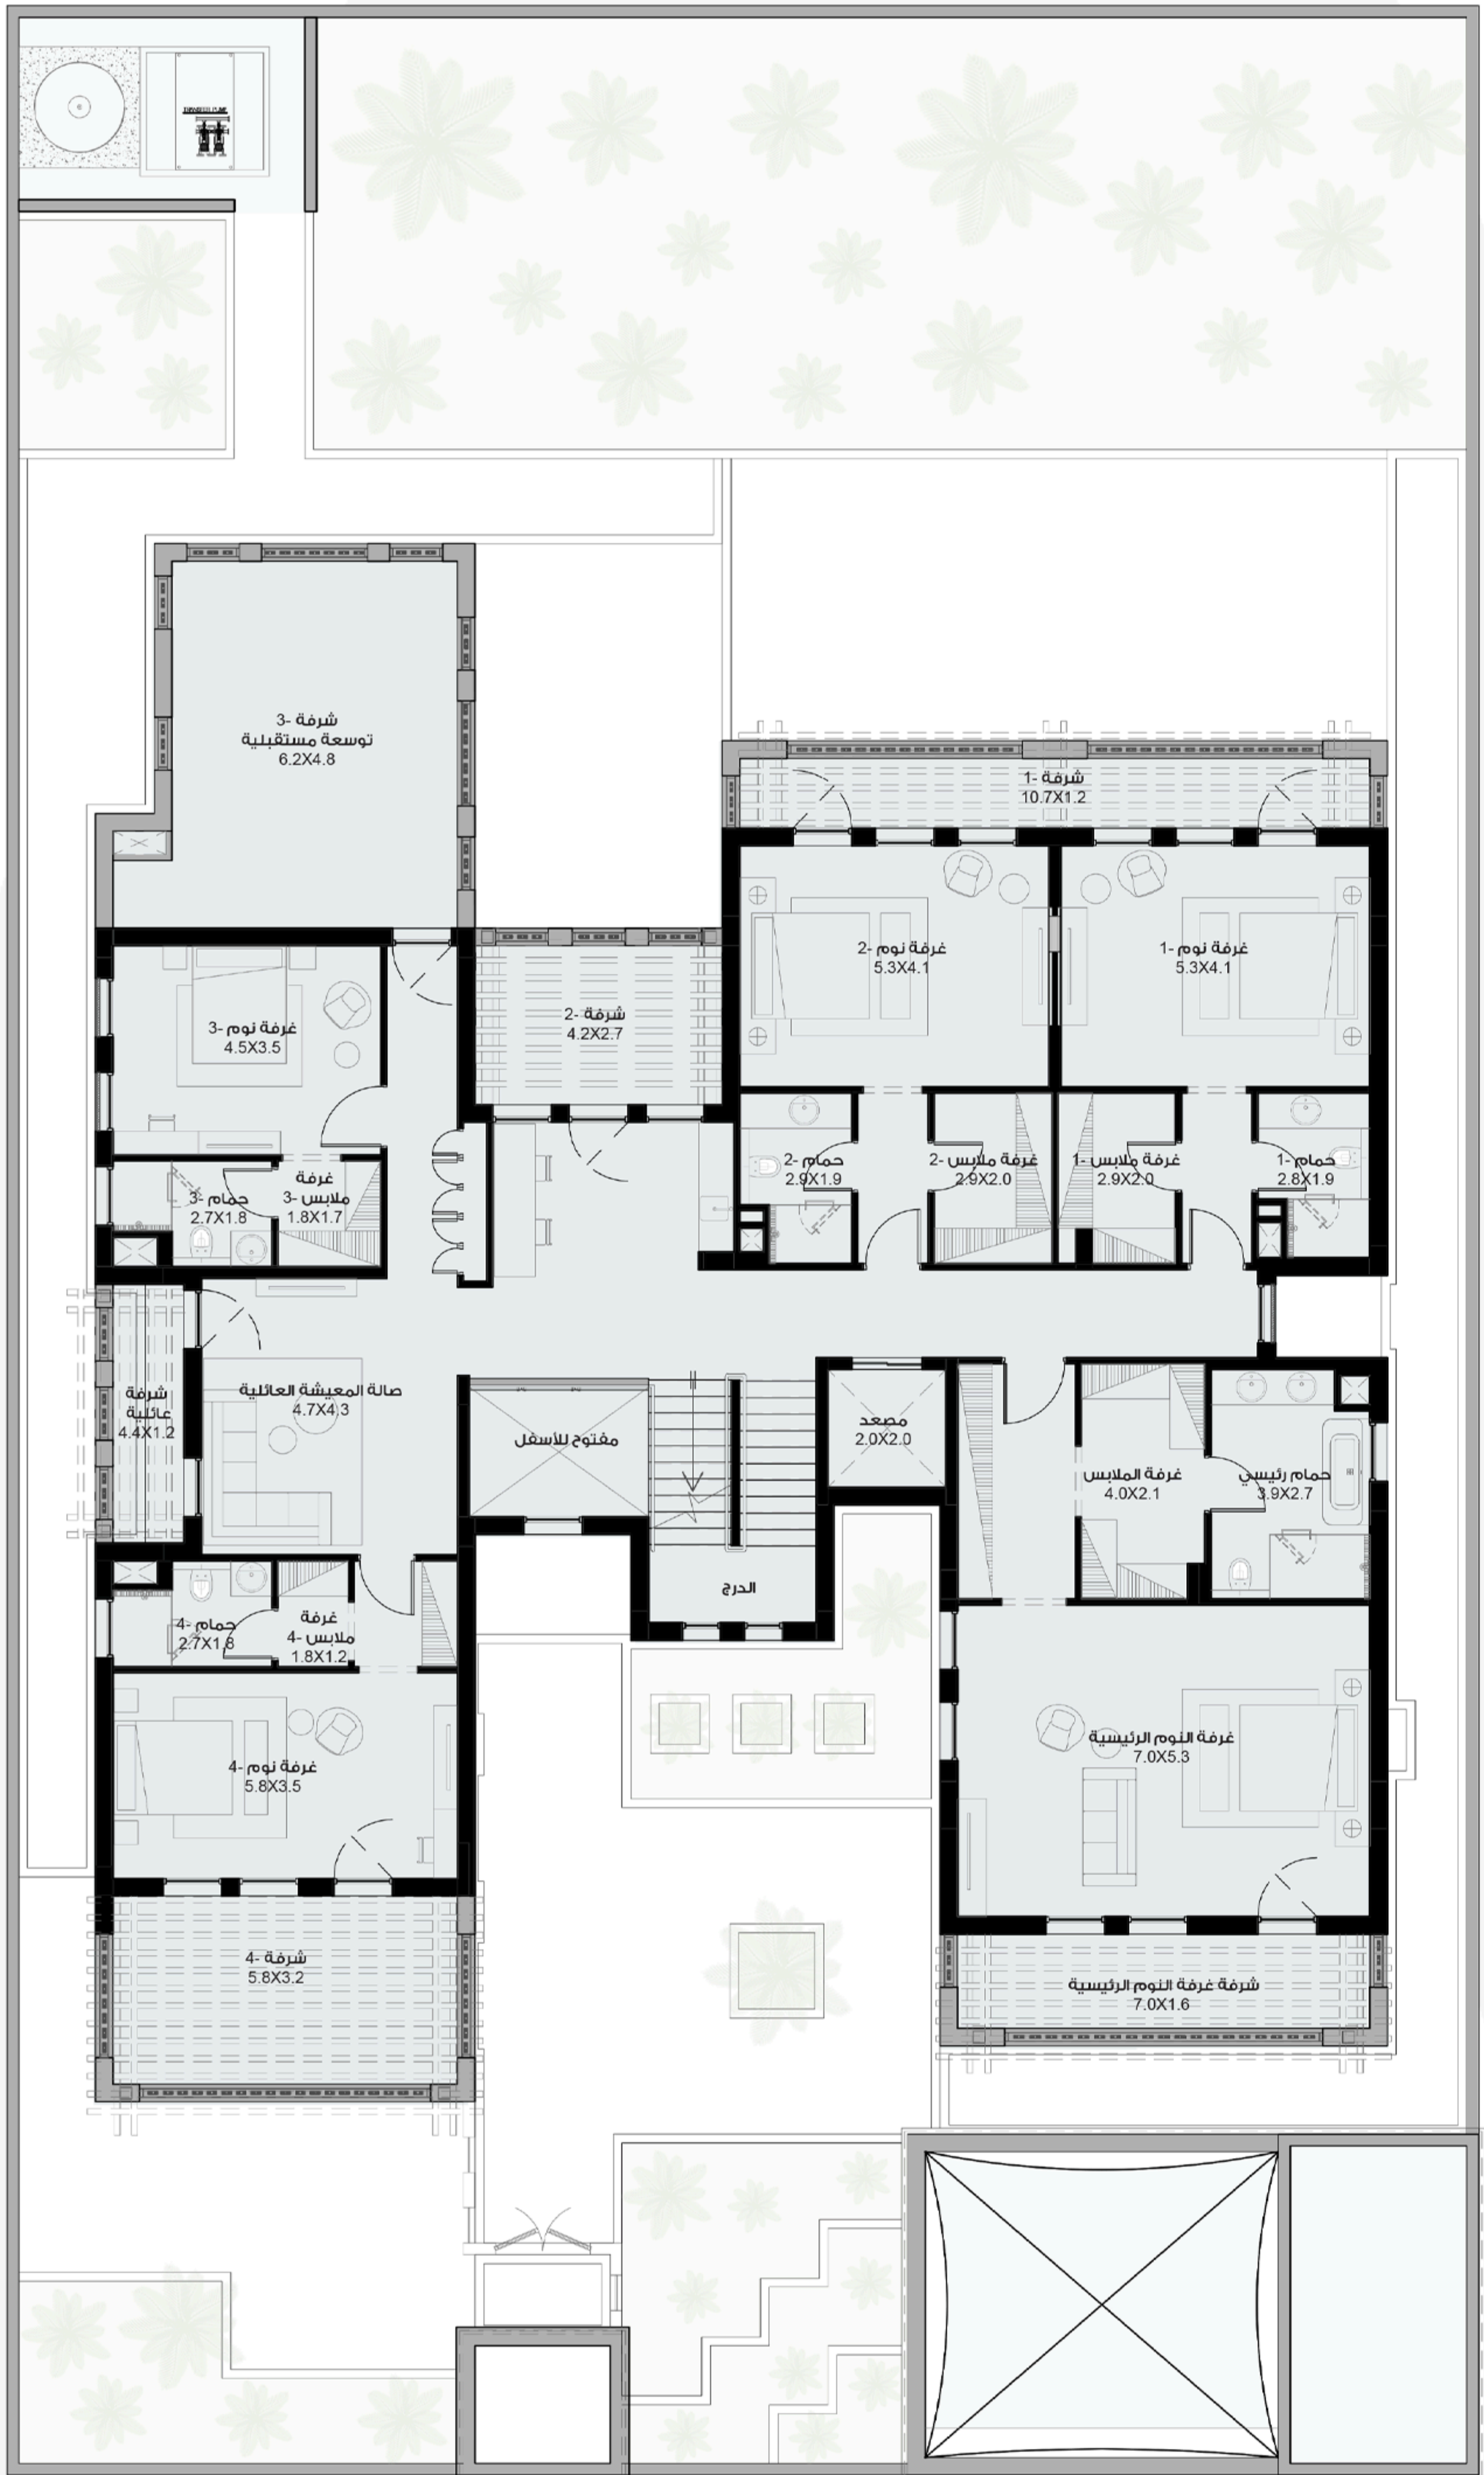 TRANSFER PUMP
شرفة -3
توسعة مستقبلية
6.2X4.8
شرفة -1
10.7X1.2
غرفة نوم -2
5.3X4.1
غرفة نوم -1
5.3X4.1
شرفة -2
4.2X2.7
غرفة نوم -3
4.5X3.5
حمام -2
2.9X1.9
غرفة ملابس -2
2.9X2.0
غرفة ملابس -1
2.9X2.0
حمام -1
2.8X1.9
حمام -3
2.7X1.8
غرفة
ملابس -3
1.8X1.7
شرفة
عائلية
4.4X1.2
صالة المعيشة العائلية
4.7X4.3
مفتوح للأسفل
مصعد
2.0X2.0
غرفة الملابس
4.0X2.1
حمام رئيسي
3.9X2.7
الدرج
حمام -4
2.7X1.8
غرفة
ملابس -4
1.8X1.2
غرفة نوم -4
5.8X3.5
غرفة النوم الرئيسية
7.0X5.3
شرفة -4
5.8X3.2
شرفة غرفة النوم الرئيسية
7.0X1.6